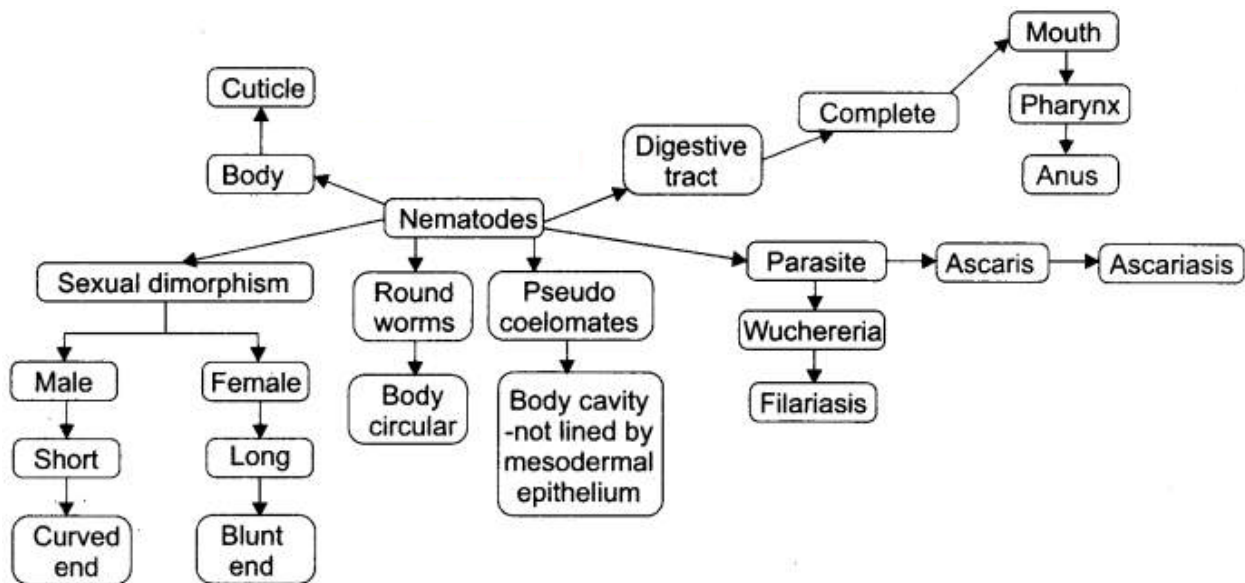 Mouth
Cuticle
Complete
Pharynx
Digestive
tract
Body
Anus
Nematodes
Sexual dimorphism
Round
worms
Pseudo
coelomates
Parasite
Ascaris
Ascariasis
Wuchereria
Male
Female
Body
circular
Body cavity
-not lined by
mesodermal
epithelium
Filariasis
Short
Long
Curved
end
Blunt
end